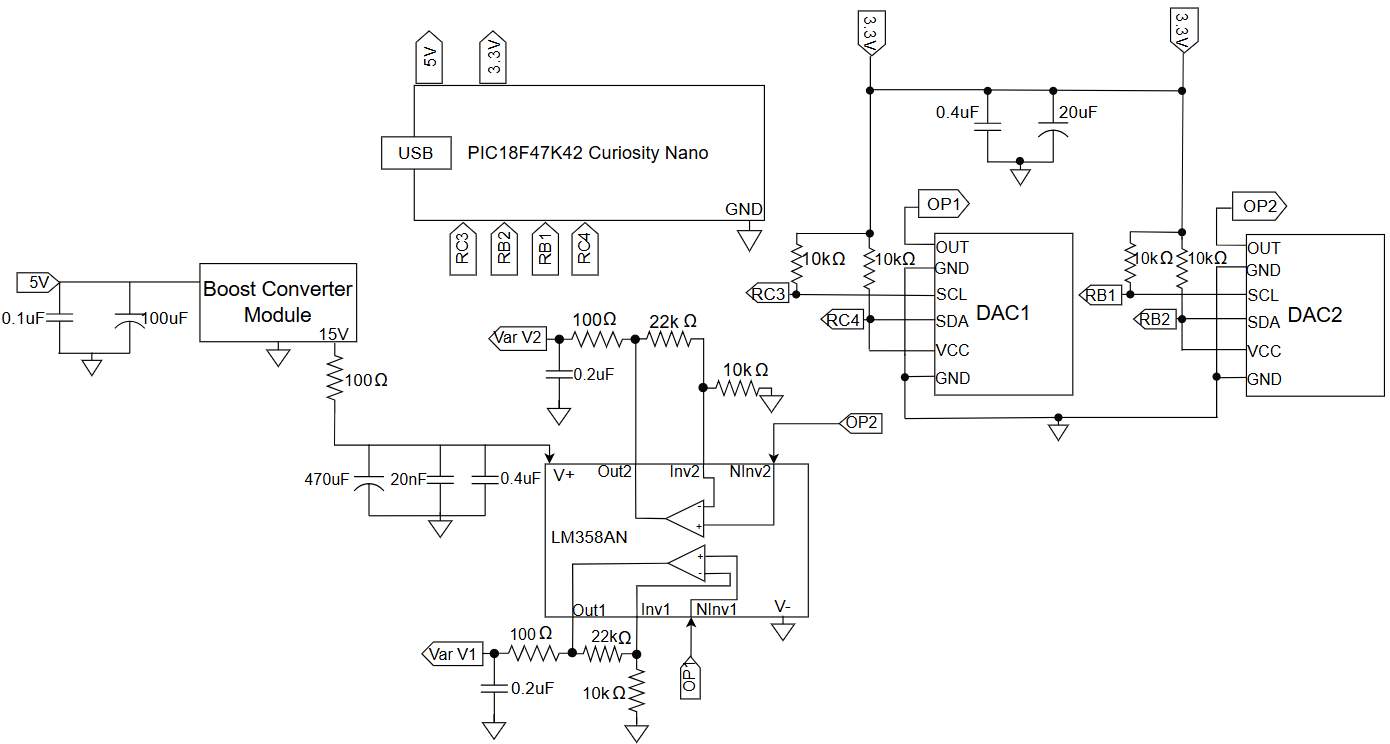 5V
3.3V
3.3V
3.3V
USB
PIC18F47K42 Curiosity Nano
GND
RC3
RB2
RB1
RC4
0.4uF
20uF
OP1
OUT
GND
SCL
SDA
VCC
GND
DAC1
10kΩ
10kΩ
RC3
RC4
OP2
OUT
GND
SCL
SDA
VCC
GND
DAC2
10kΩ
10kΩ
RB1
RB2
5V
0.1uF
100uF
Boost Converter
Module
15V
100Ω
470uF
20nF
0.4uF
Var V2
100Ω
22k Ω
0.2uF
10kΩ
OP2
V+
Out2
Inv2
NInv2
-
+
LM358AN
+
-
Out1
Inv1
NInv1
V-
Var V1
100Ω
22kΩ
0.2uF
10kΩ
OP1